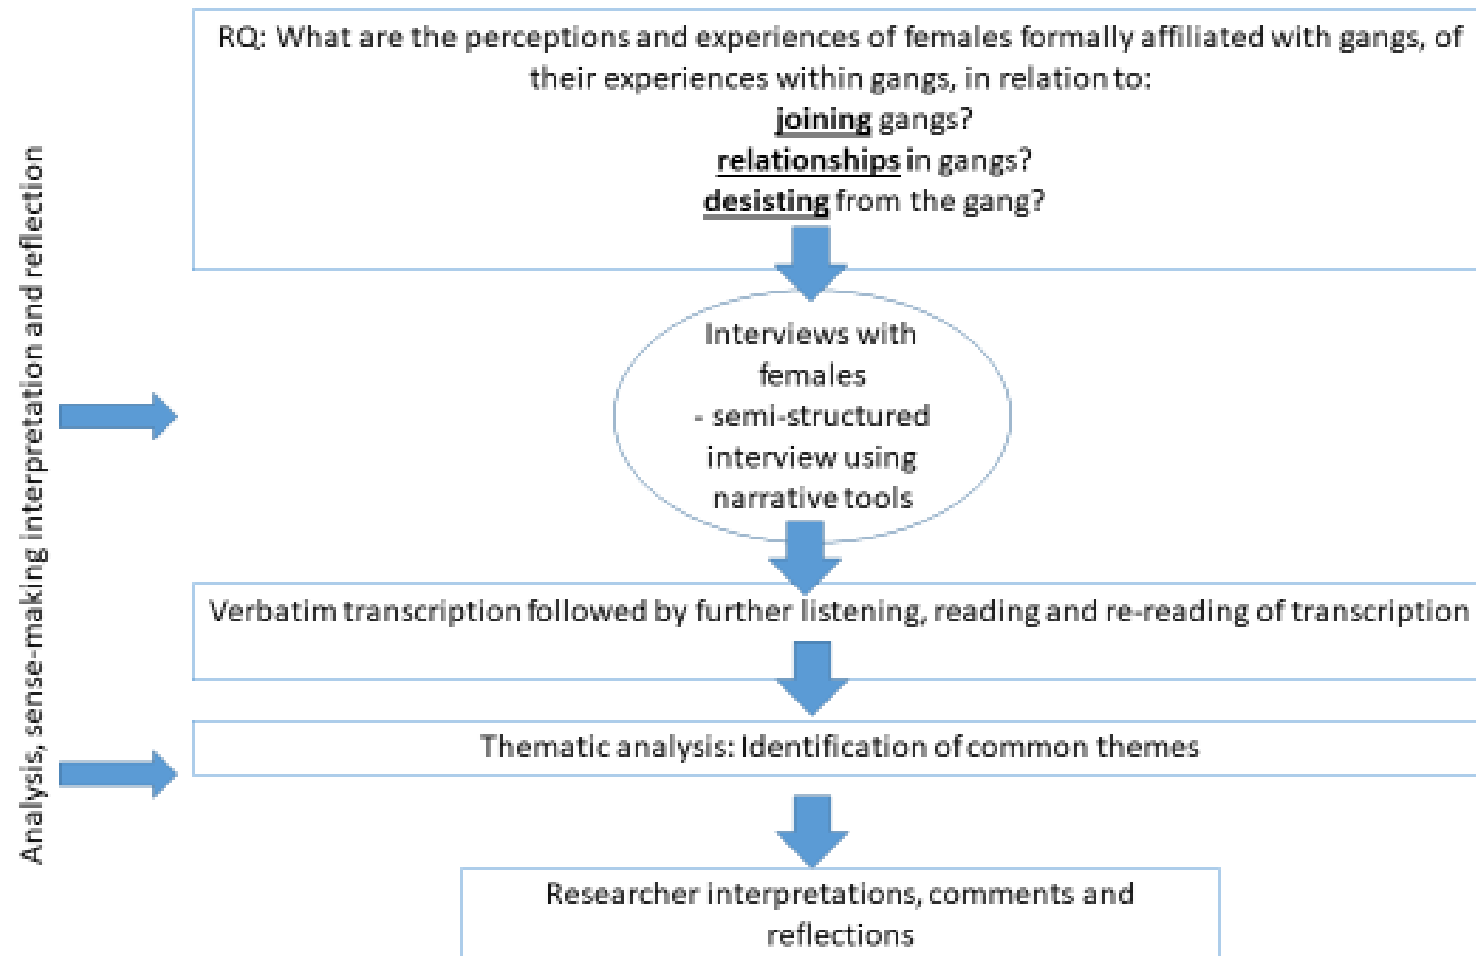 RQ: What are the perceptions and experiences of females formally affiliated with gangs, of
their experiences within gangs, in relation to:
joining gangs?
relationships in gangs?
desisting from the gang?
Analysis, sense-making interpretation and reflection
Interviews with
females
- semi-structured
interview using
narrative tools
Verbatim transcription followed by further listening, reading and re-reading of transcription
Thematic analysis: Identification of common themes
Researcher interpretations, comments and
reflections